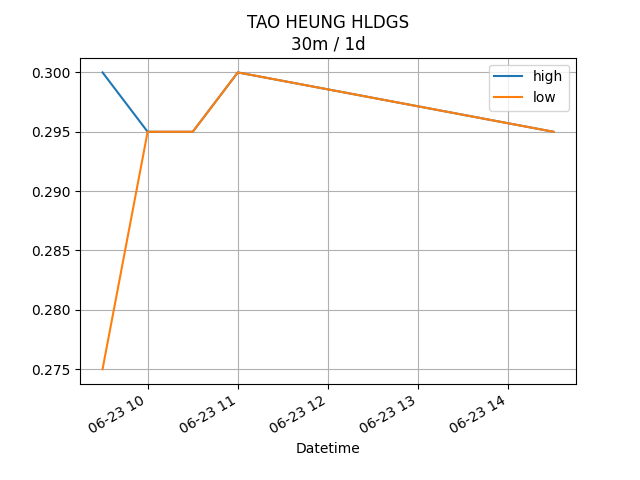 TAO HEUNG HLDGS
30m / 1d
high
low
0.300
0.295
0.290
0.285
0.280
0.275
06-23 10
06-23 11
06-23 12
06-23 13
06-23 14
Datetime